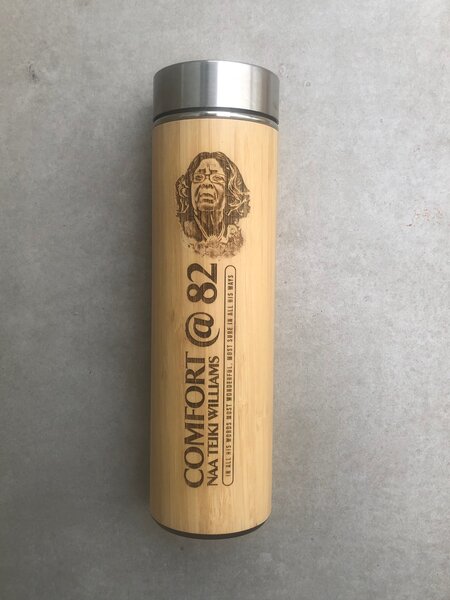 COMFORT @ 82
NAA TEIKI WILLIAMS
IN ALL HIS WORDS MOST WONDERFUL, MOST SURE IN ALL HIS WAYS